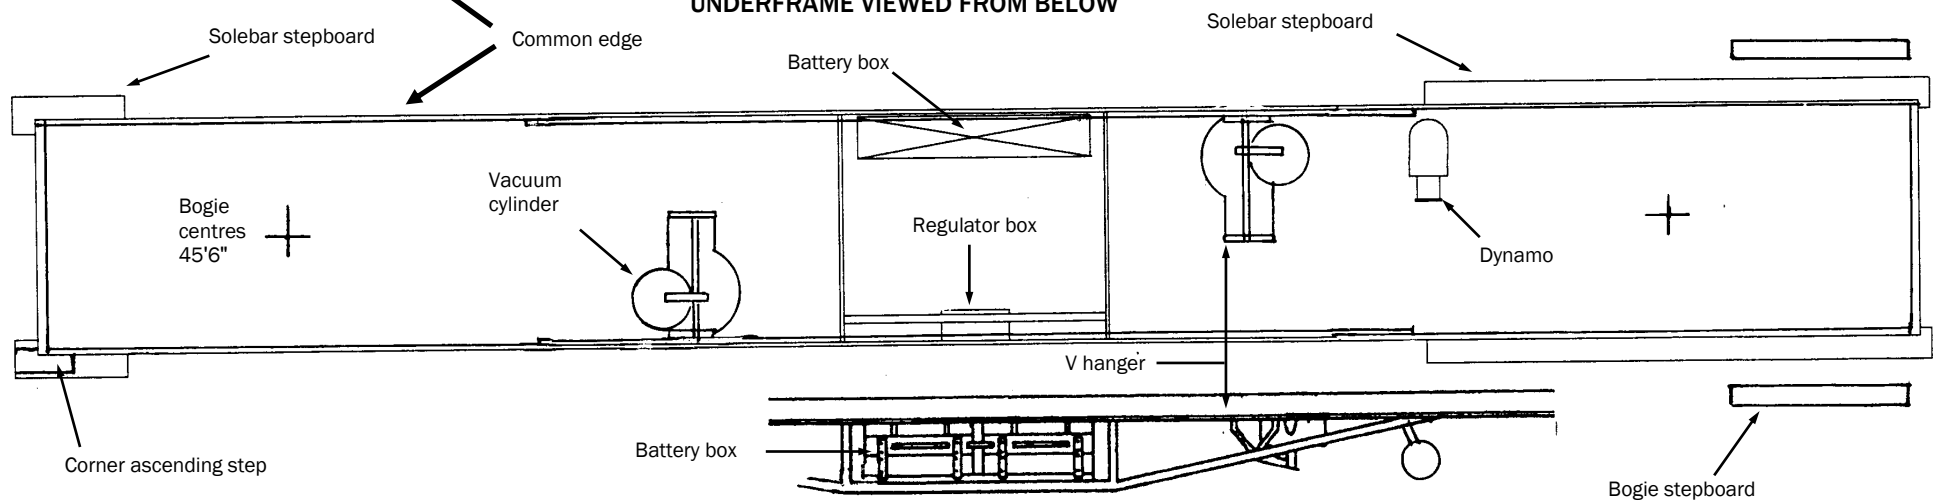 UNDERFRAME VIEWED FROM BELOW
Solebar stepboard
Solebar stepboard
Common edge
Battery box
Vacuum
cylinder
Bogie
centres
45'6"
Regulator box
Dynamo
V hanger
Battery box
Corner ascending step
Bogie stepboard